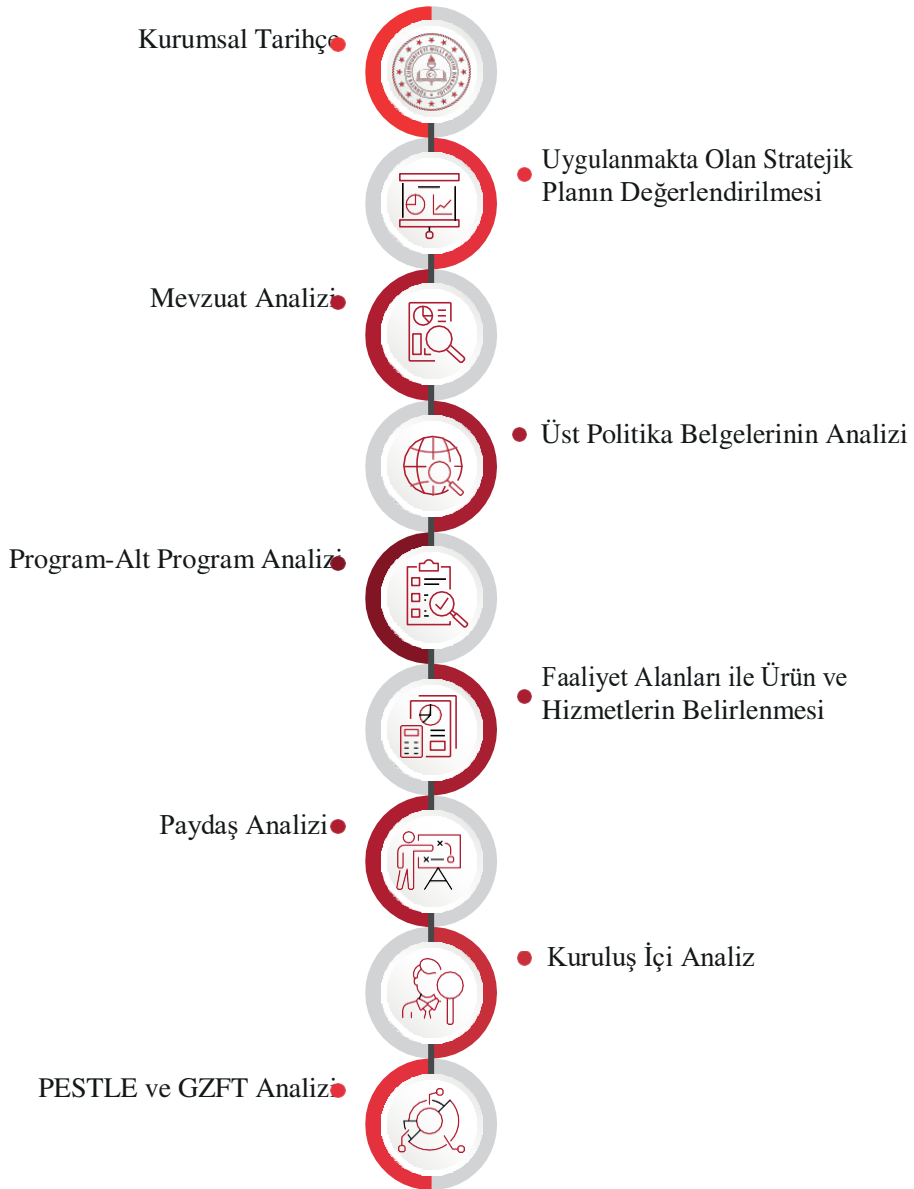 Kurumsal Tarihçe
Uygulanmakta Olan Stratejik
Planın Değerlendirilmesi
Mevzuat Analizi
Üst Politika Belgelerinin Analizi
Program-Alt Program Analizi
Faaliyet Alanları ile Ürün ve
Hizmetlerin Belirlenmesi
Paydaş Analizi
Kuruluş İçi Analiz
PESTLE ve GZFT Analizi